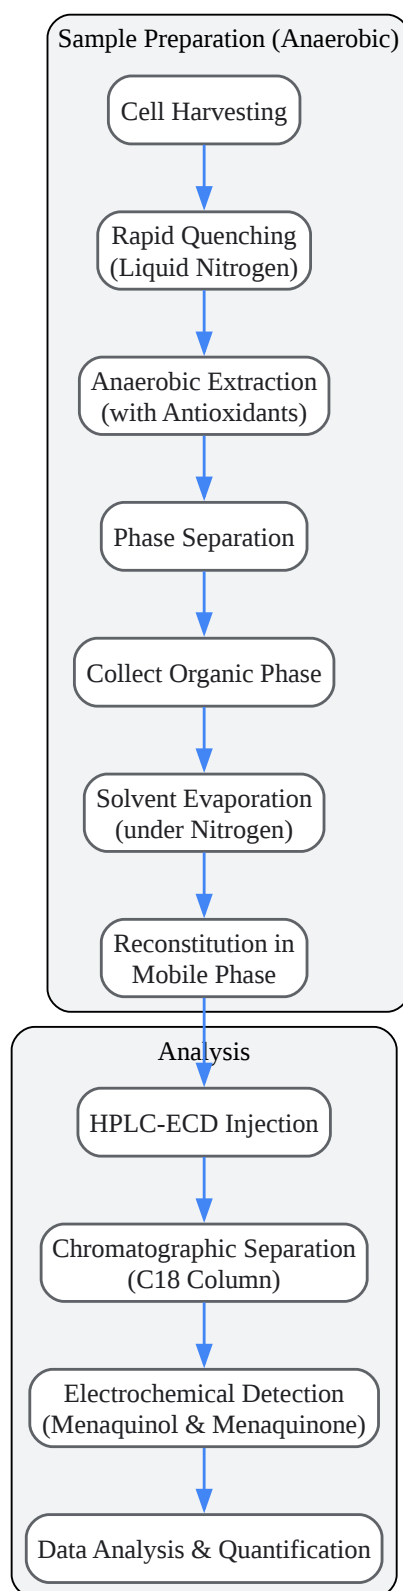 Sample Preparation (Anaerobic)
Cell Harvesting
Rapid Quenching
(Liquid Nitrogen)
Anaerobic Extraction
(with Antioxidants)
Phase Separation
Collect Organic Phase
Solvent Evaporation
(under Nitrogen)
Reconstitution in
Mobile Phase
Analysis
HPLC-ECD Injection
Chromatographic Separation
(C18 Column)
Electrochemical Detection
(Menaquinol & Menaquinone)
Data Analysis & Quantification